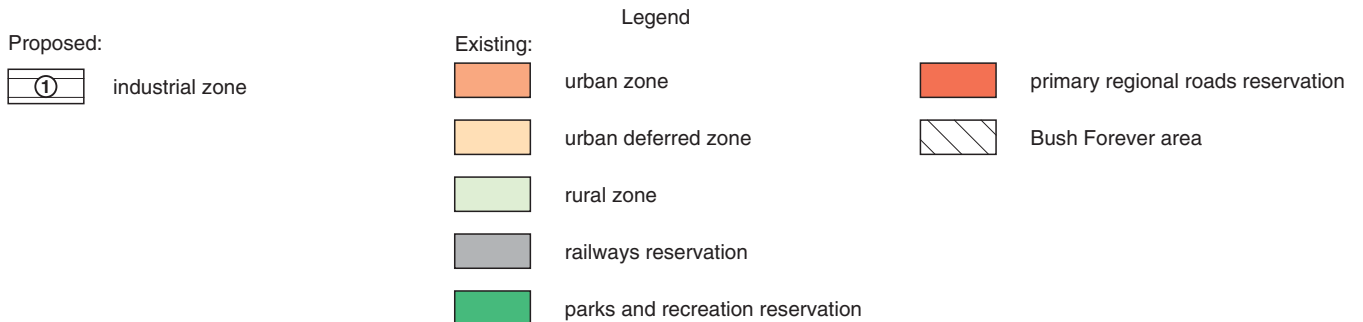 Legend
Proposed:
① industrial zone
Existing:
urban zone
urban deferred zone
rural zone
railways reservation
parks and recreation reservation
primary regional roads reservation
Bush Forever area